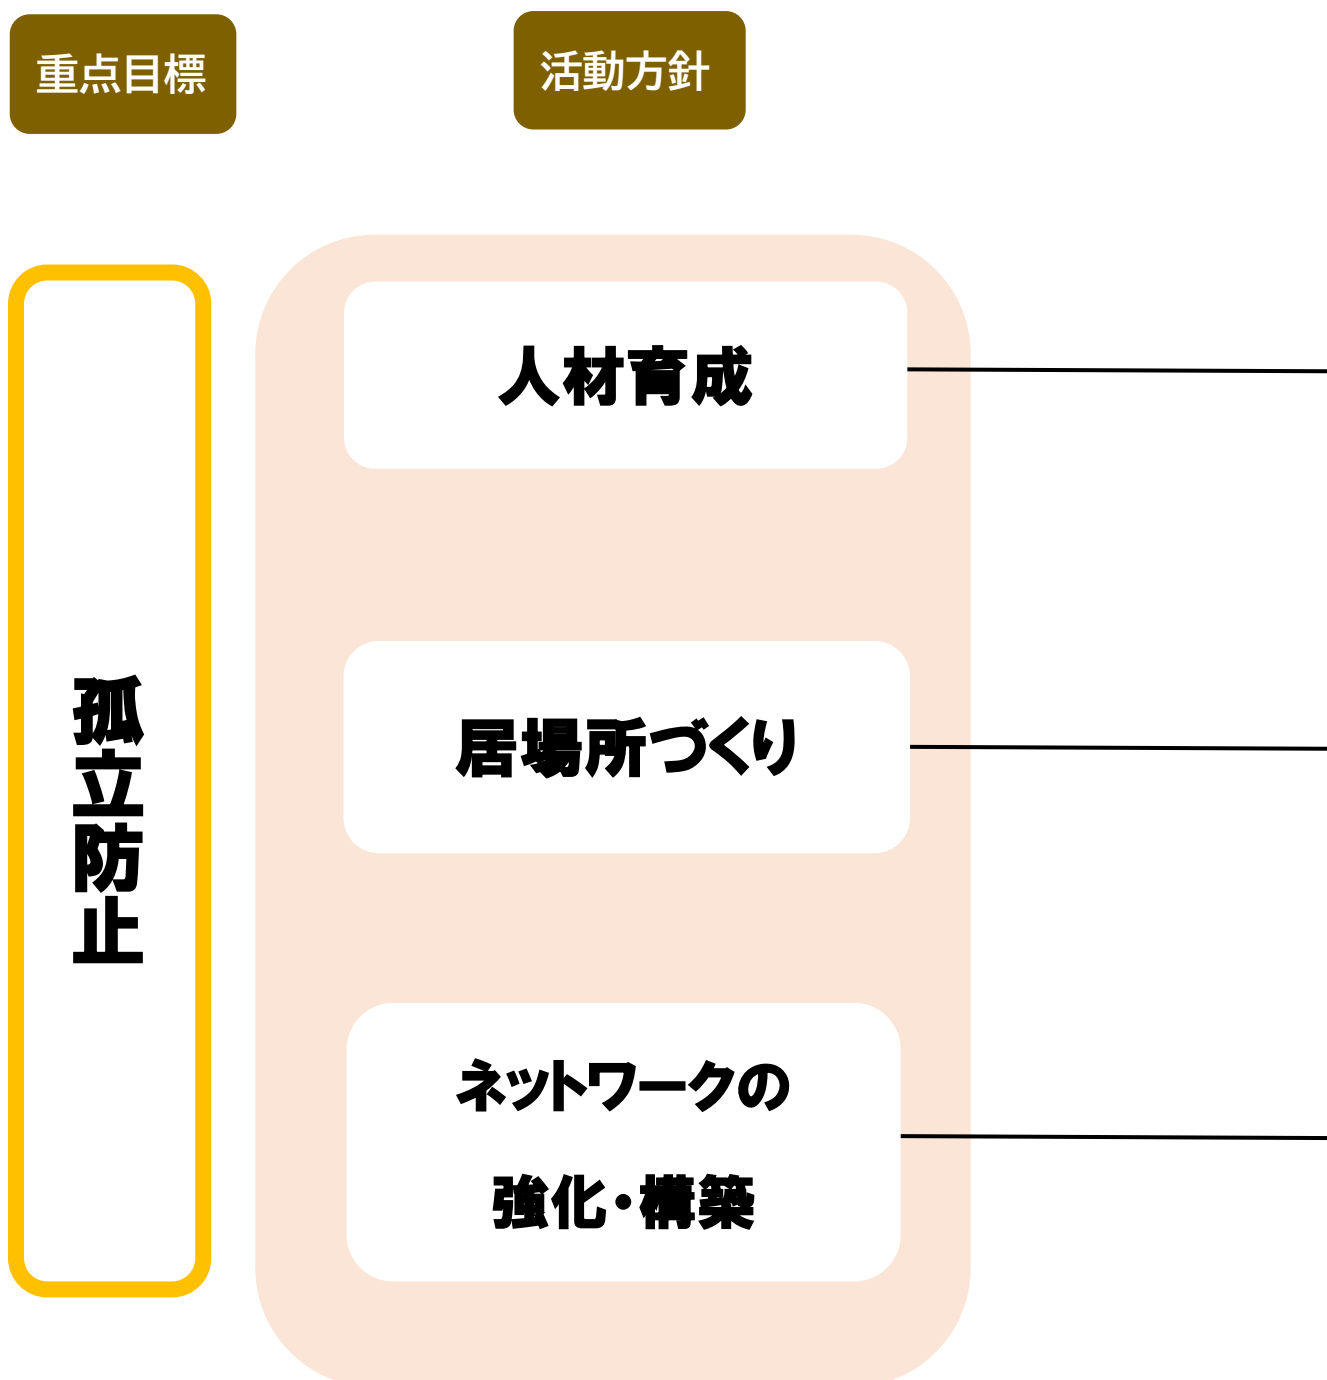 重点目標
活動方針
孤立防止
人材育成
居場所づくり
ネットワークの
強化・構築